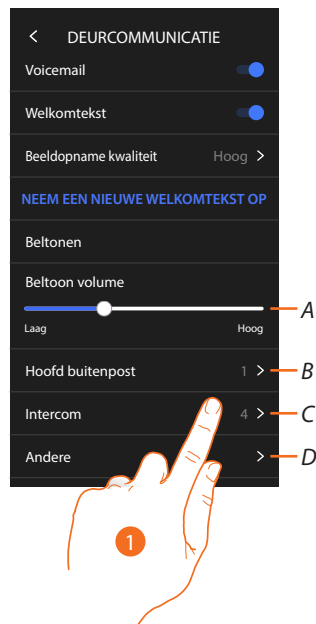 DEURCOMMUNICATIE
Voicemail
Welkomtekst
Beeldopname kwaliteit Hoog >
NEEM EEN NIEUWE WELKOMTEKST OP
Beltonen
Beltoon volume
A
Laag Hoog
Hoofd buitenpost 1 > B
Intercom 4 > C
Andere > D
1